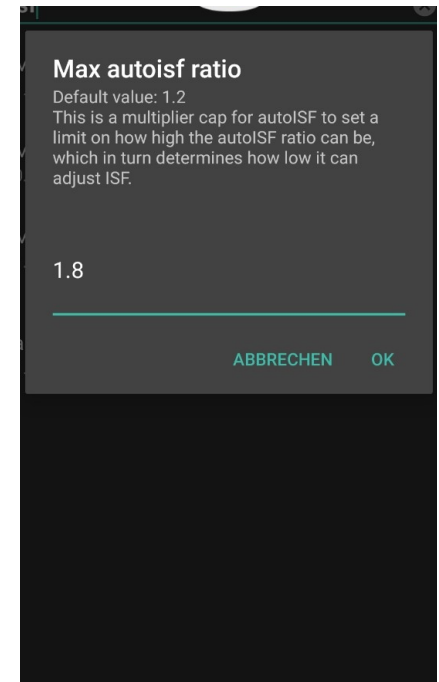 Max autoisf ratio
Default value: 1.2
This is a multiplier cap for autoISF to set a
limit on how high the autoISF ratio can be,
which in turn determines how low it can
adjust ISF.
1.8
ABBRECHEN OK